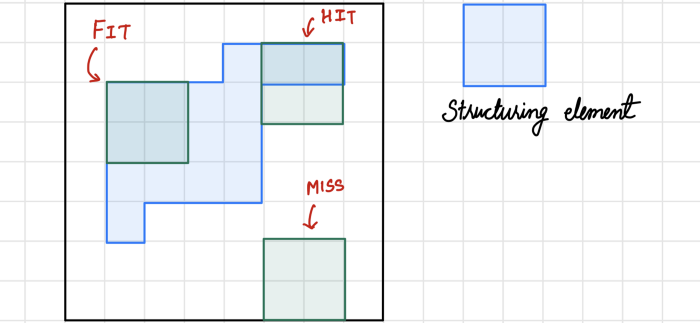 FIT
HIT
Structuring element
MISS